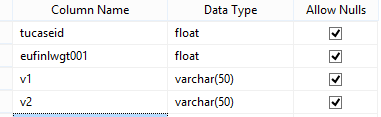 Column Name Data Type Allow Nulls
tucaseid float
eufinlwgt001 float
v1 varchar(50)
v2 varchar(50)